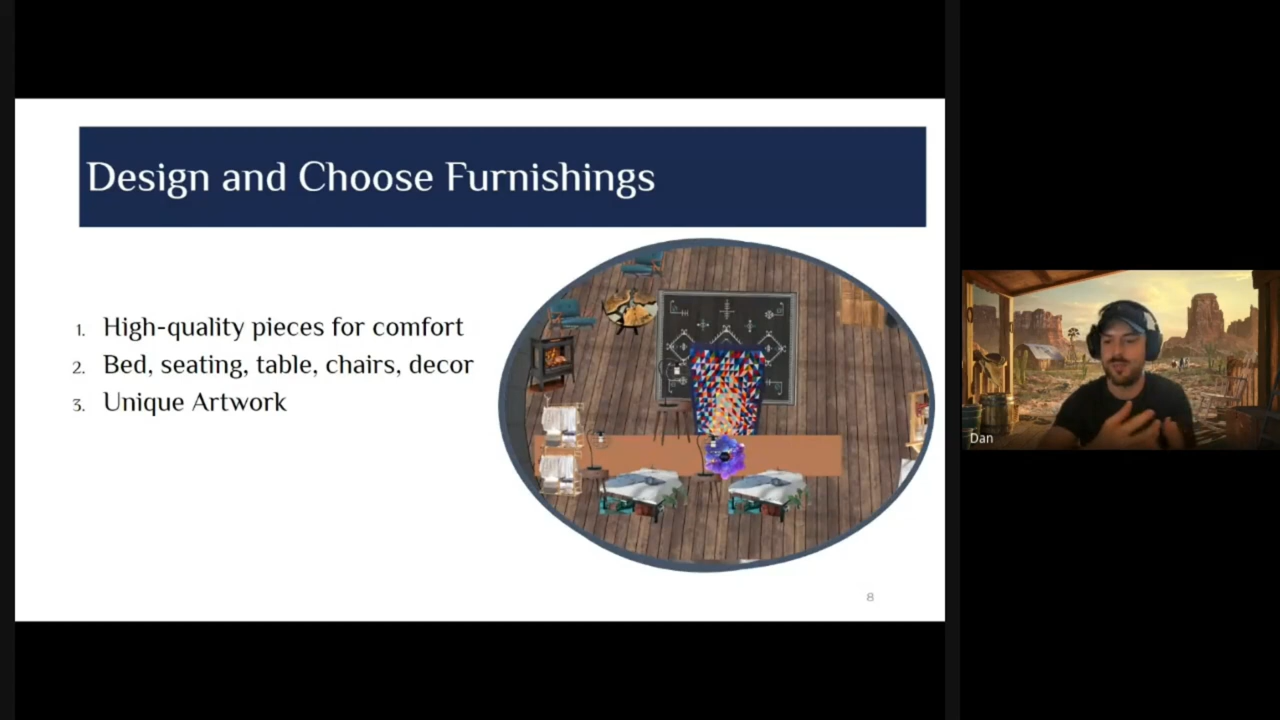 Design and Choose Furnishings
1. High-quality pieces for comfort
2. Bed, seating, table, chairs, decor
3. Unique Artwork
8
Dan